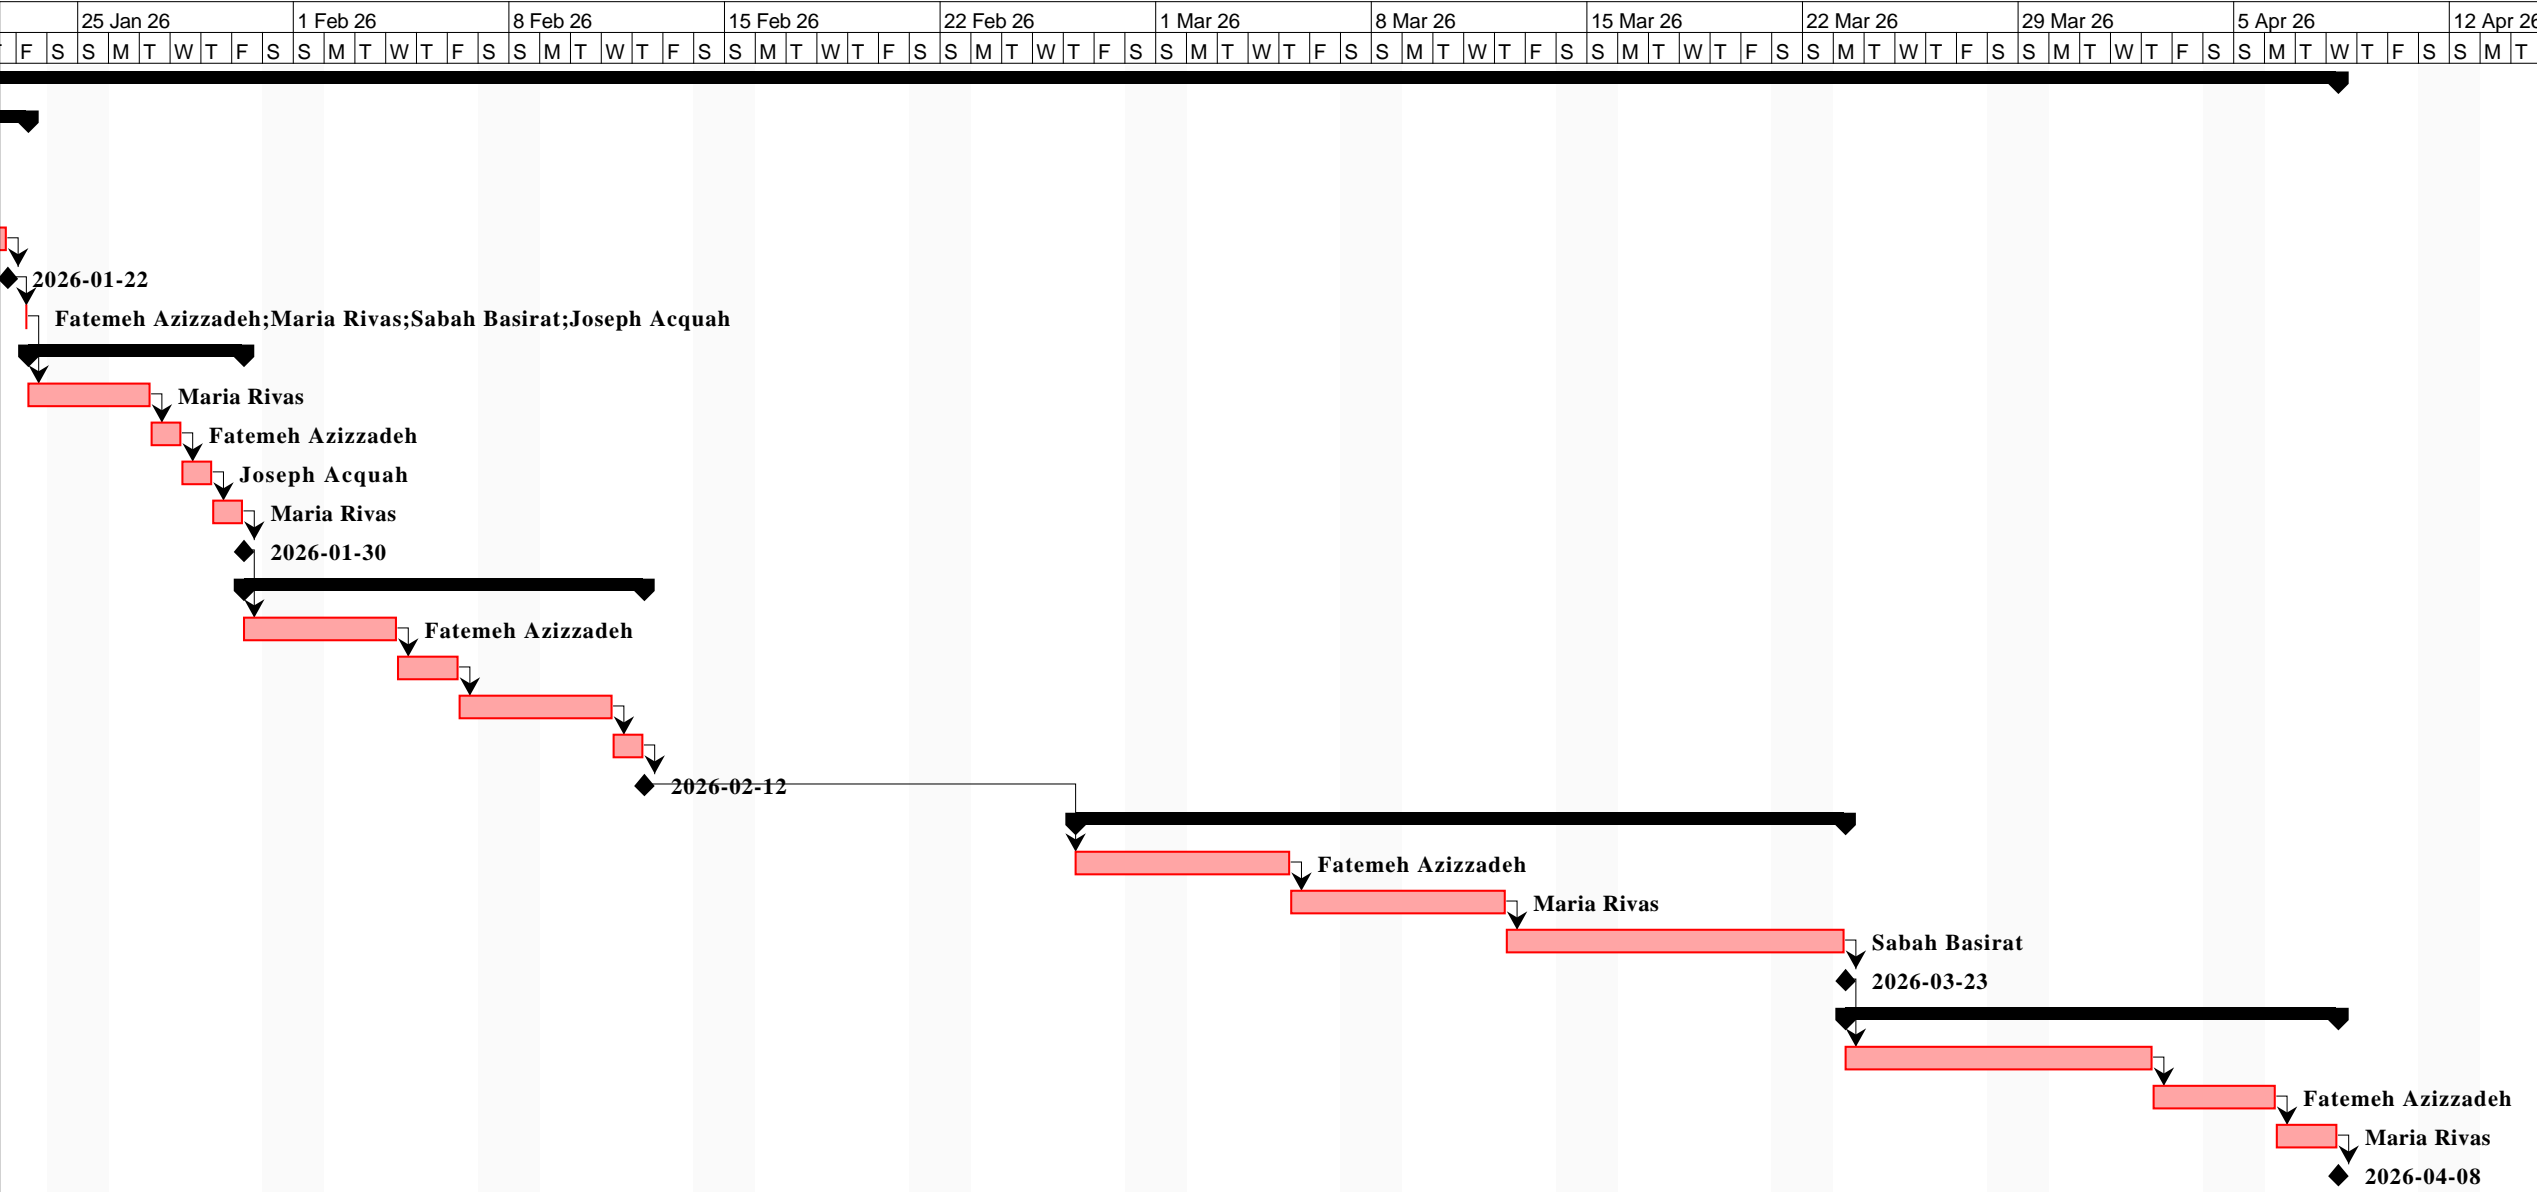 25 Jan 26 1 Feb 26 8 Feb 26 15 Feb 26 22 Feb 26 1 Mar 26 8 Mar 26 15 Mar 26 22 Mar 26 29 Mar 26 5 Apr 26 12 Apr 26
F S S M T W T F S S M T W T F S S M T W T F S S M T W T F S S M T W T F S S M T W T F S S M T W T F S S M T W T F S S M T W T F S S M T W T F S S M T W T F S S M T
2026-01-22
Fatemeh Azizzadeh;Maria Rivas;Sabah Basirat;Joseph Acquah
Maria Rivas
Fatemeh Azizzadeh
Joseph Acquah
Maria Rivas
2026-01-30
Fatemeh Azizzadeh
2026-02-12
Fatemeh Azizzadeh
Maria Rivas
Sabah Basirat
2026-03-23
Fatemeh Azizzadeh
Maria Rivas
2026-04-08